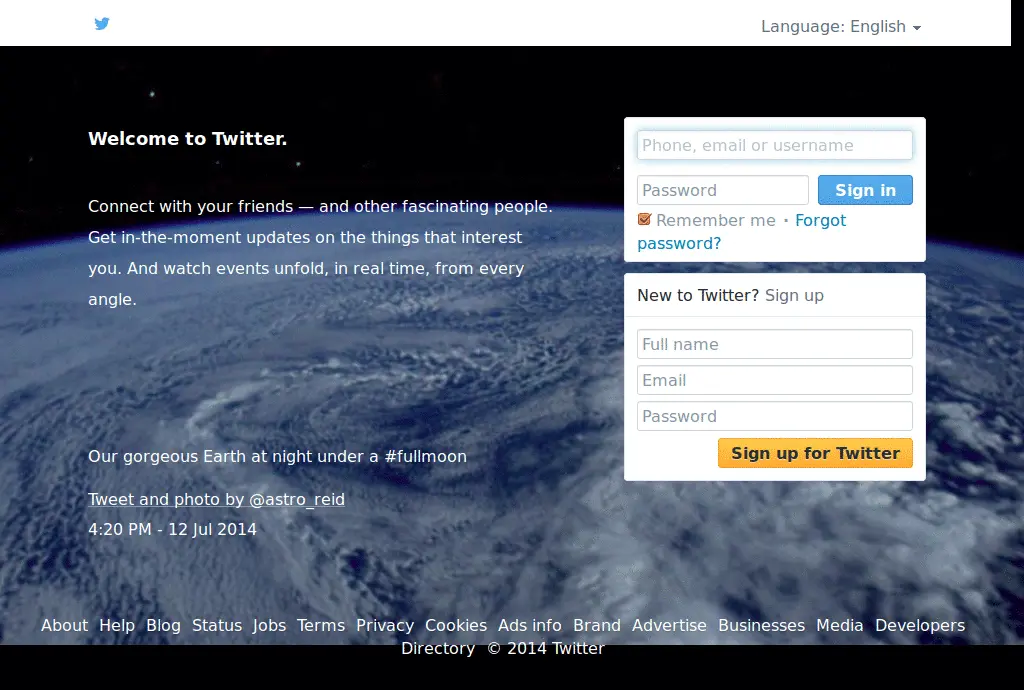 Language: English
Welcome to Twitter.
Connect with your friends — and other fascinating people.
Get in-the-moment updates on the things that interest
you. And watch events unfold, in real time, from every
angle.
Our gorgeous Earth at night under a #fullmoon
Tweet and photo by @astro_reid
4:20 PM - 12 Jul 2014
Phone, email or username
Password
Sign in
Remember me · Forgot
password?
New to Twitter? Sign up
Full name
Email
Password
Sign up for Twitter
About Help Blog Status Jobs Terms Privacy Cookies Ads info Brand Advertise Businesses Media Developers
Directory © 2014 Twitter